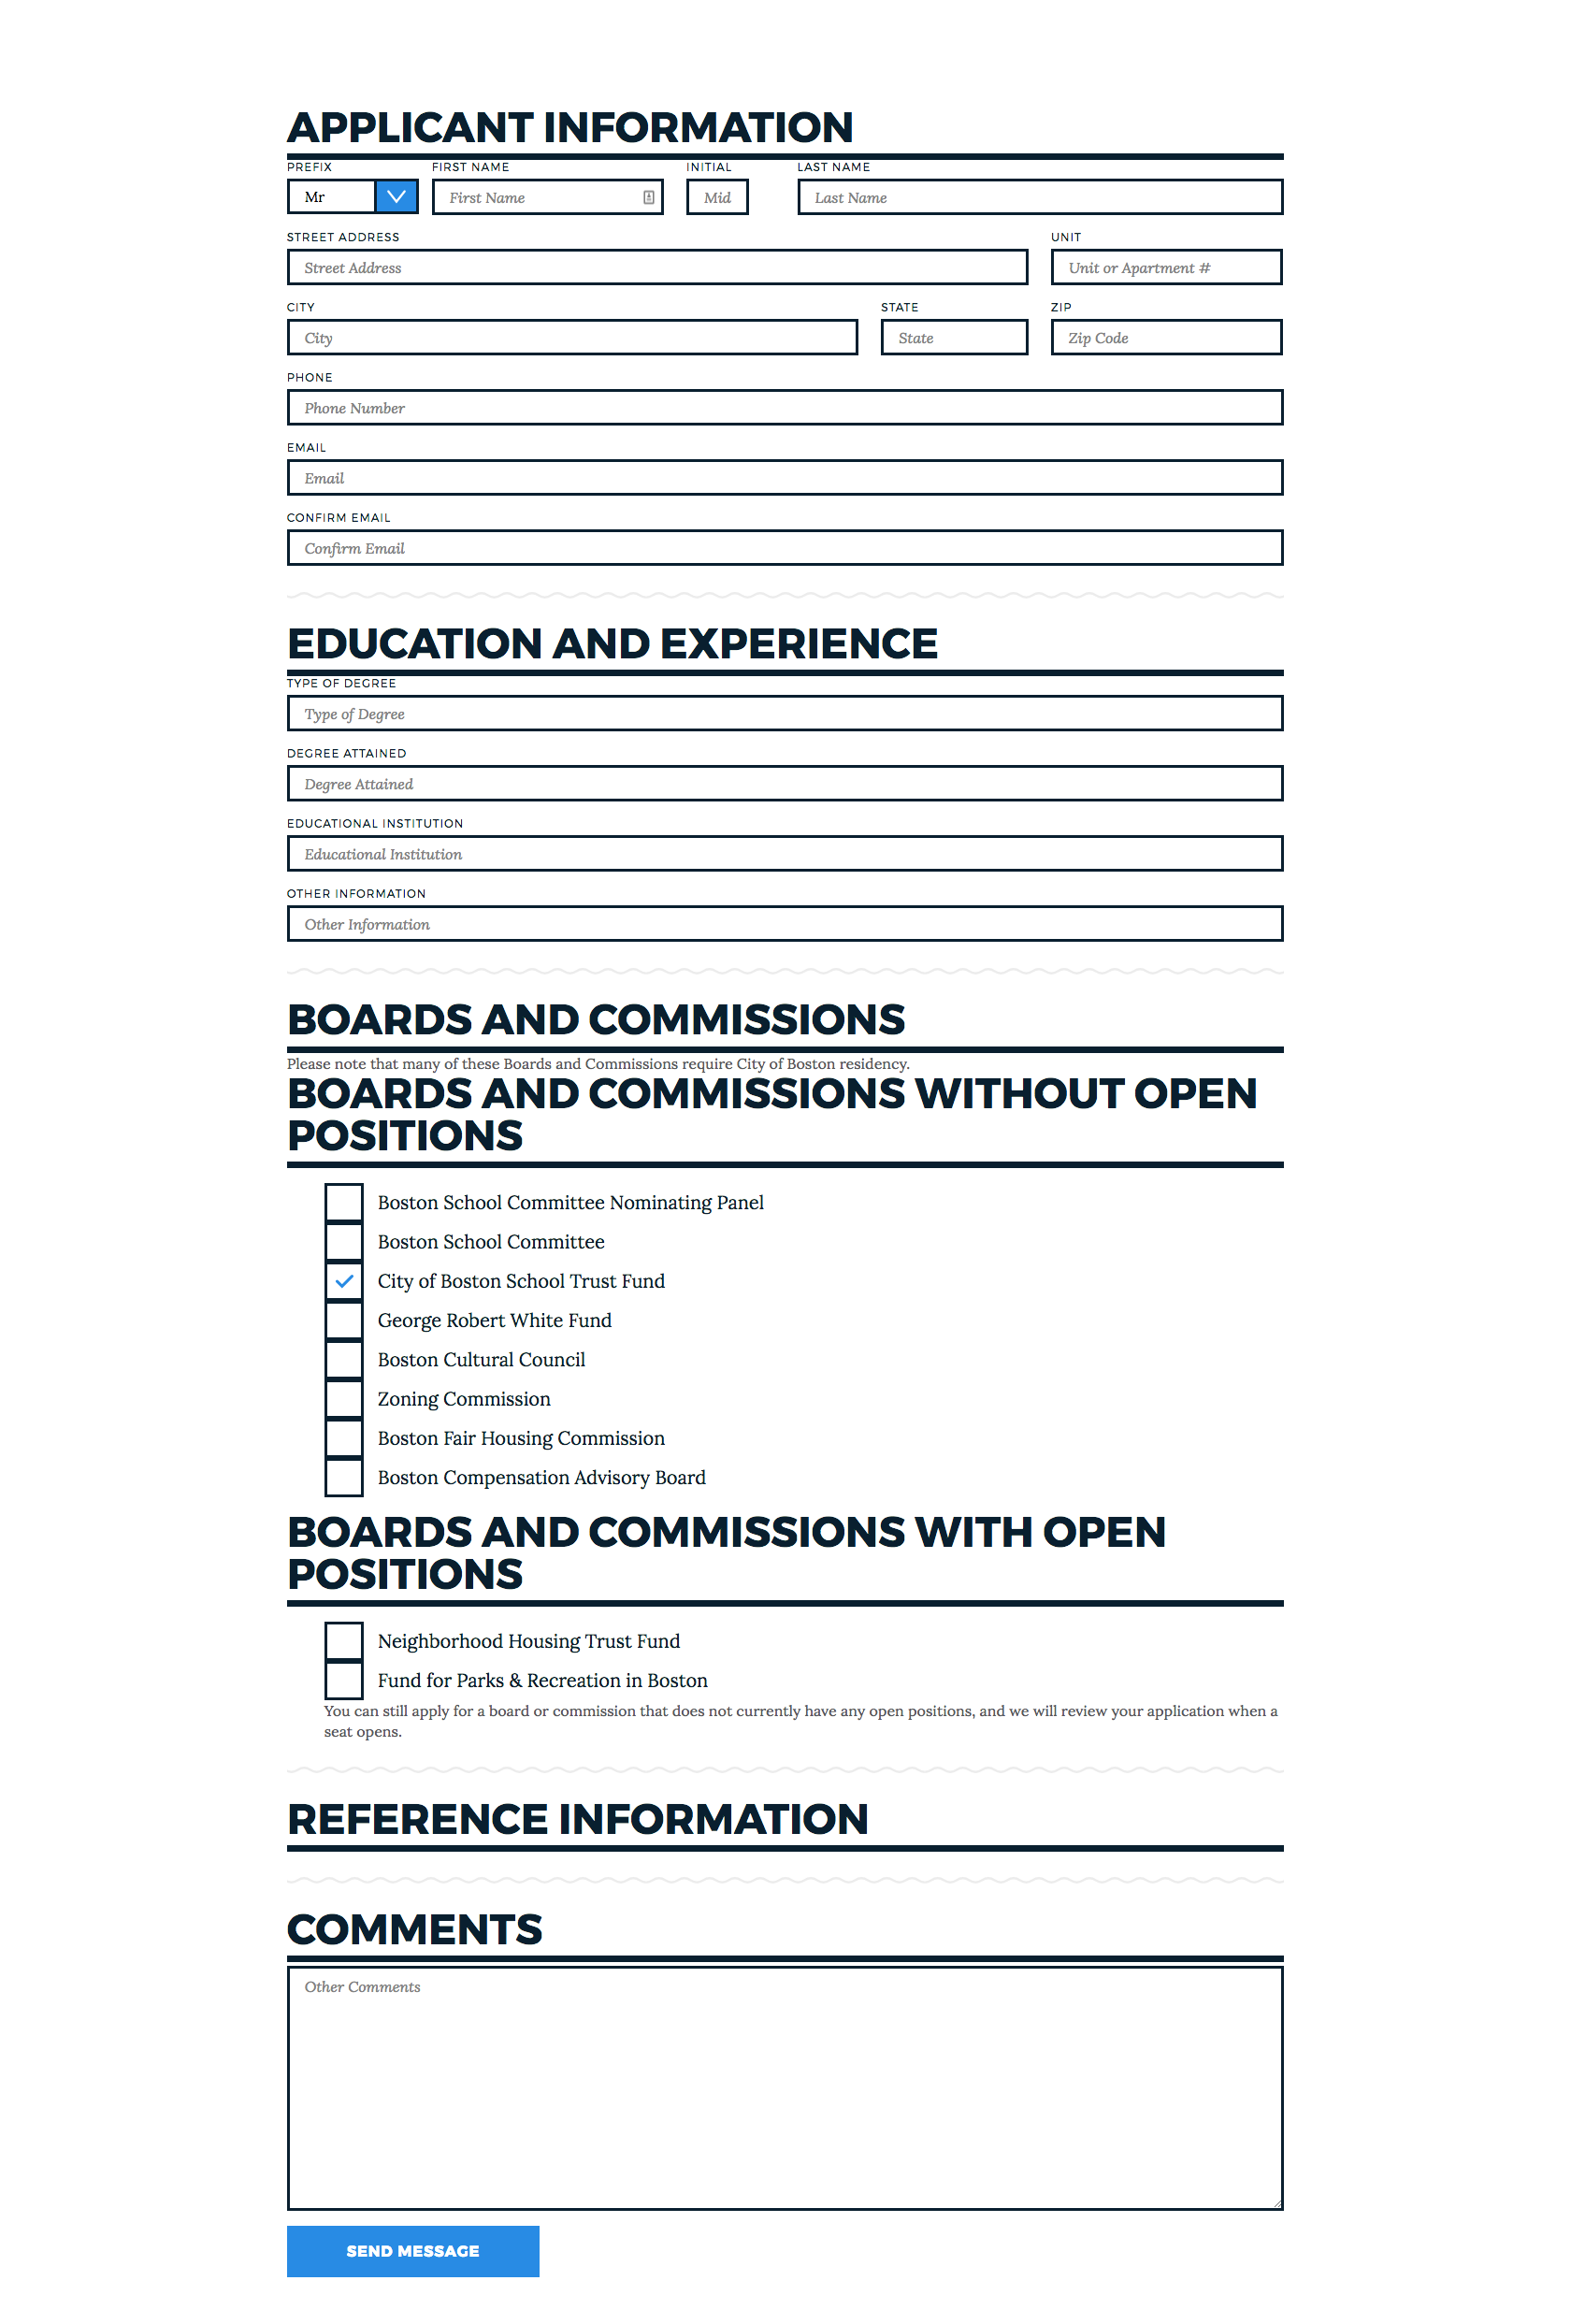 APPLICANT INFORMATION
PREFIX FIRST NAME INITIAL LAST NAME
Mr First Name Mid Last Name
STREET ADDRESS UNIT
Street Address Unit or Apartment #
CITY STATE ZIP
City State Zip Code
PHONE
Phone Number
EMAIL
Email
CONFIRM EMAIL
Confirm Email
EDUCATION AND EXPERIENCE
TYPE OF DEGREE
Type of Degree
DEGREE ATTAINED
Degree Attained
EDUCATIONAL INSTITUTION
Educational Institution
OTHER INFORMATION
Other Information
BOARDS AND COMMISSIONS
Please note that many of these Boards and Commissions require City of Boston residency.
BOARDS AND COMMISSIONS WITHOUT OPEN
POSITIONS
Boston School Committee Nominating Panel
Boston School Committee
City of Boston School Trust Fund
George Robert White Fund
Boston Cultural Council
Zoning Commission
Boston Fair Housing Commission
Boston Compensation Advisory Board
BOARDS AND COMMISSIONS WITH OPEN
POSITIONS
Neighborhood Housing Trust Fund
Fund for Parks & Recreation in Boston
You can still apply for a board or commission that does not currently have any open positions, and we will review your application when a
seat opens.
REFERENCE INFORMATION
COMMENTS
Other Comments
SEND MESSAGE